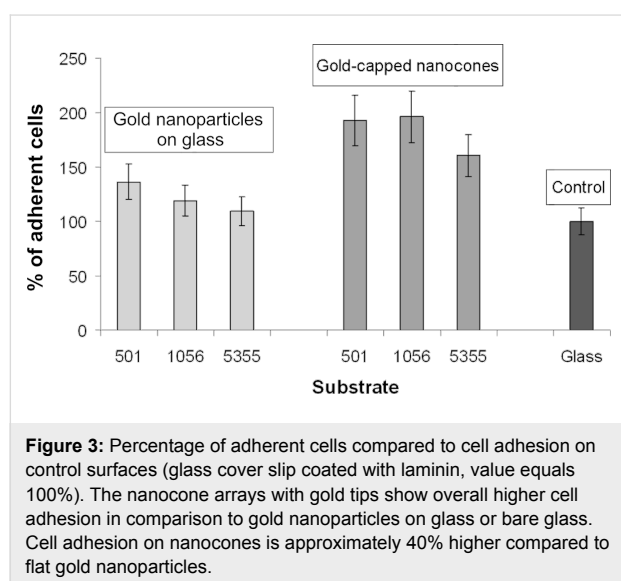 250
200
150
100
50
0
% of adherent cells
Gold nanoparticles
on glass
Gold-capped nanocones
Control
501 1056 5355 501 1056 5355 Glass
Substrate
Figure 3: Percentage of adherent cells compared to cell adhesion on
control surfaces (glass cover slip coated with laminin, value equals
100%). The nanocone arrays with gold tips show overall higher cell
adhesion in comparison to gold nanoparticles on glass or bare glass.
Cell adhesion on nanocones is approximately 40% higher compared to
flat gold nanoparticles.